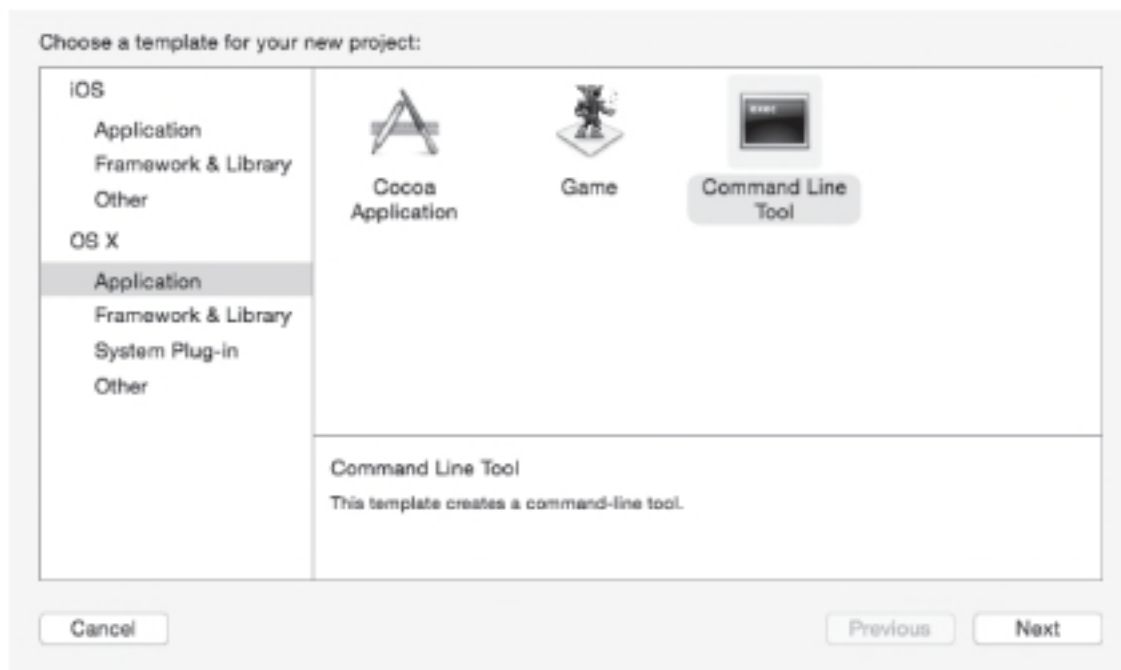 Choose a template for your new project:
iOS
Application
Framework & Library
Other
OS X
Application
Framework & Library
System Plug-in
Other
Cocoa
Application
Game
exec
Command Line
Tool
Command Line Tool
This template creates a command-line tool.
Cancel
Previous
Next